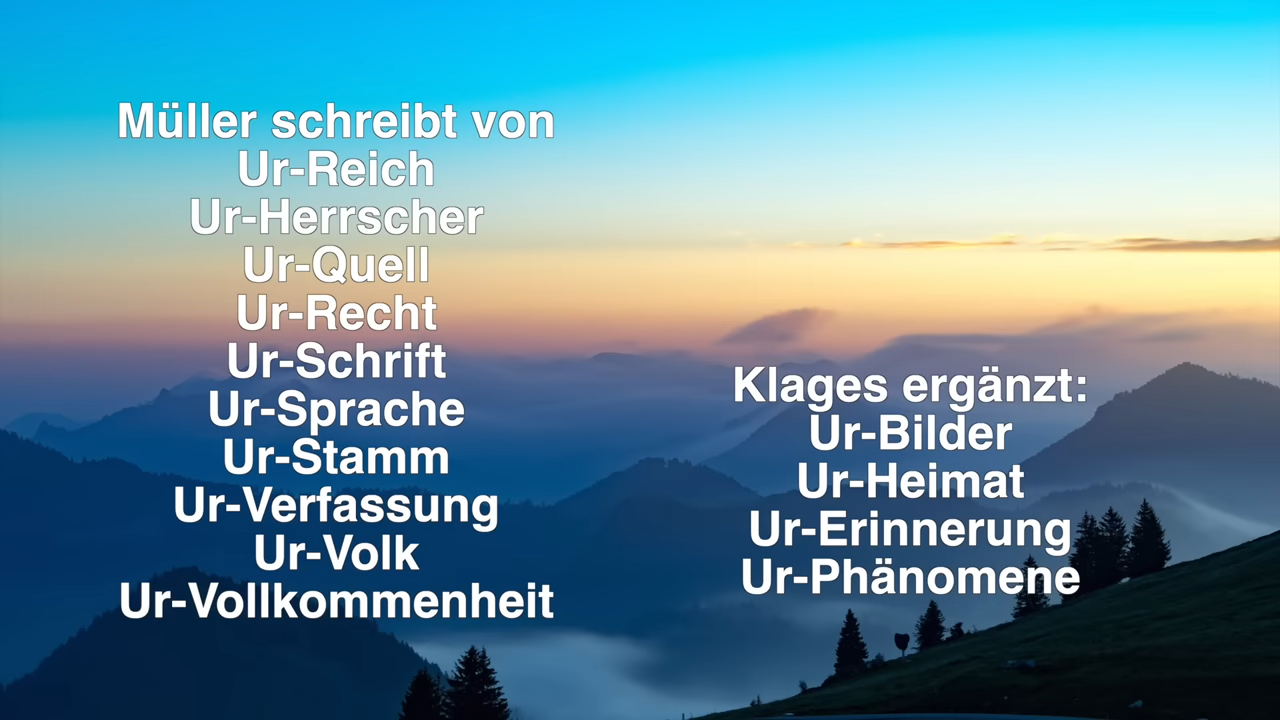 Müller schreibt von
Ur-Reich
Ur-Herrscher
Ur-Quell
Ur-Recht
Ur-Schrift
Ur-Sprache
Ur-Stamm
Ur-Verfassung
Ur-Volk
Ur-Vollkommenheit
Klages ergänzt:
Ur-Bilder
Ur-Heimat
Ur-Erinnerung
Ur-Phänomene